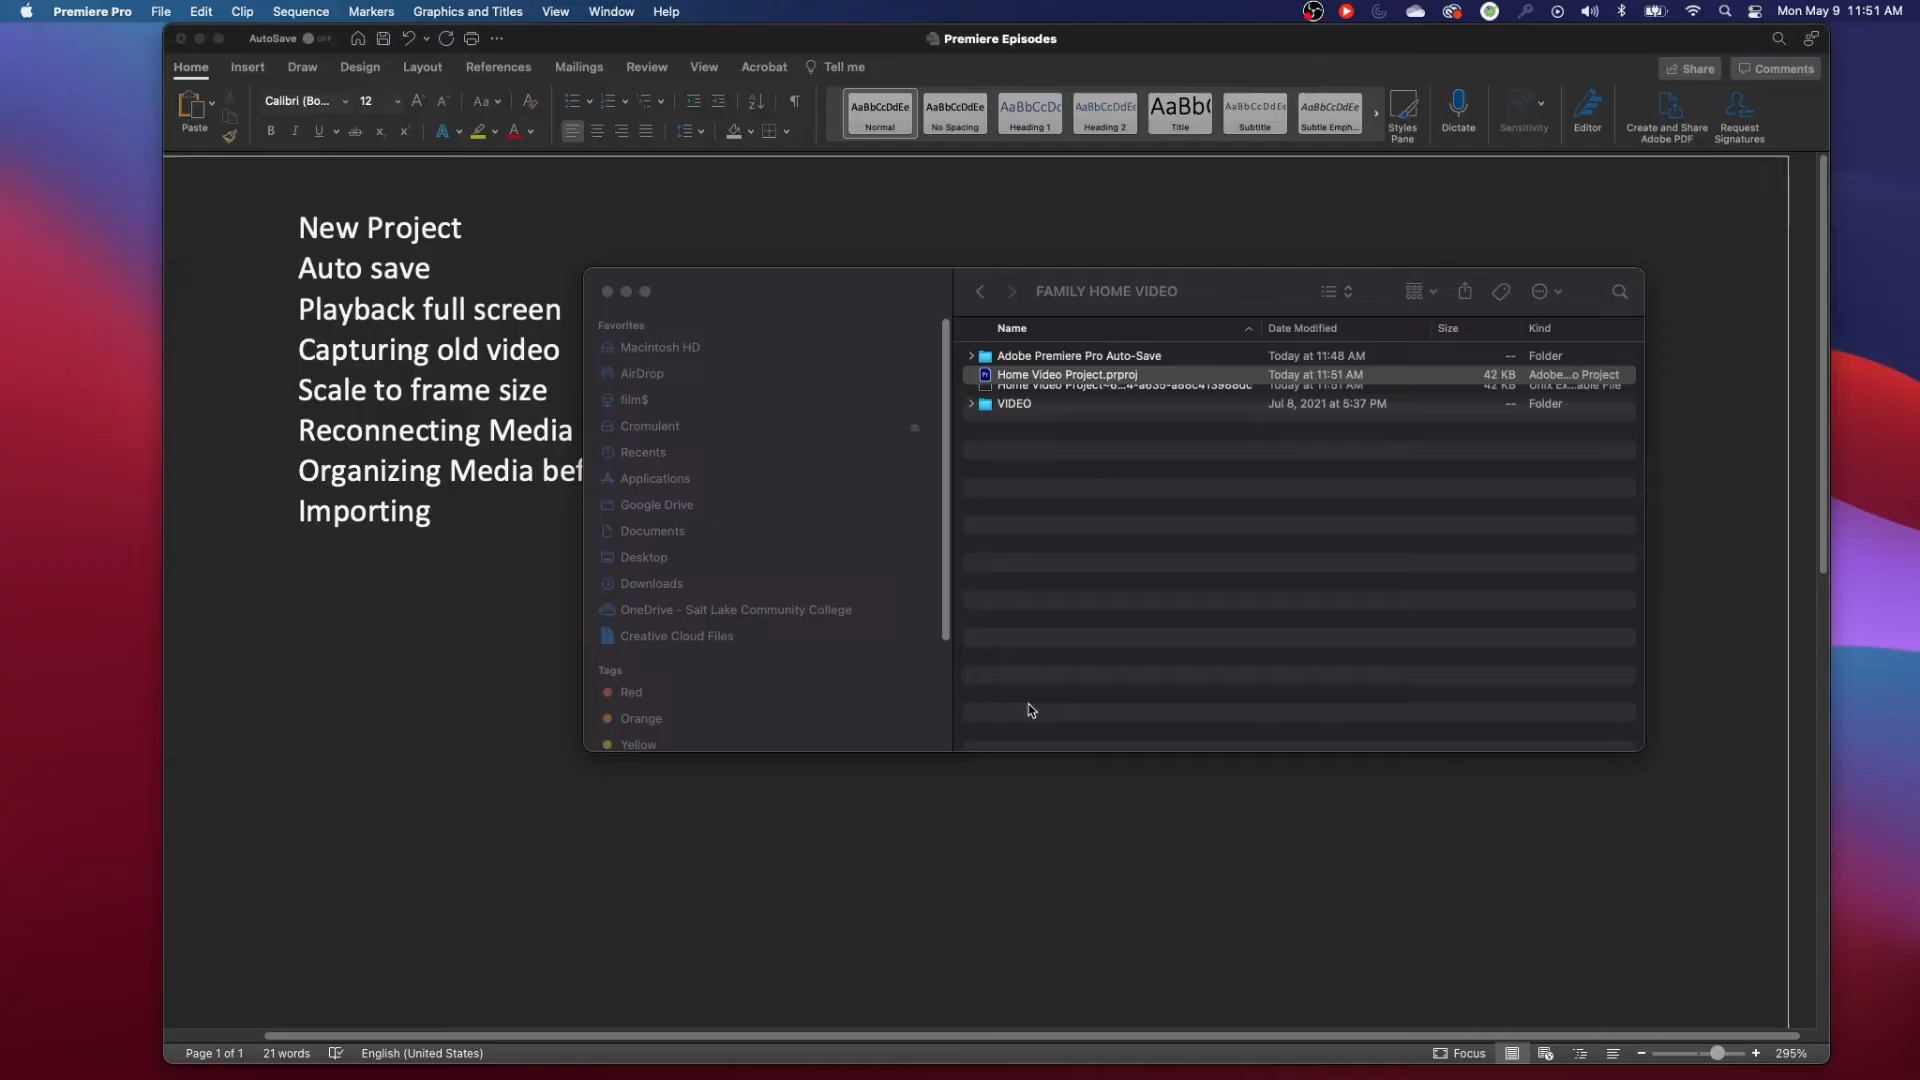 Premiere Pro File Edit Clip Sequence Markers Graphics and Titles View Window Help Mon May 9 11:51 AM
AutoSave OFF Premiere Episodes
Home Insert Draw Design Layout References Mailings Review View Acrobat Tell me Share Comments
Paste
Calibri (Bo... 12
AaBbCcDdEe
Normal
AaBbCcDdEe
No Spacing
AaBbCcDc
Heading 1
AaBbCcDdEe
Heading 2
AaBb(
Title
AaBbCcDdEe
Subtitle
AaBbCcDdEe
Subtle Emph...
Styles
Pane
Dictate
Sensitivity
Editor
Create and Share
Adobe PDF
Request
Signatures
New Project
Auto save
Playback full screen
Capturing old video
Scale to frame size
Reconnecting Media
Organizing Media bef
Importing
Favorites
Macintosh HD
AirDrop
film$
Cromulent
Recents
Applications
Google Drive
Documents
Desktop
Downloads
OneDrive - Salt Lake Community College
Creative Cloud Files
Tags
Red
Orange
Yellow
FAMILY HOME VIDEO
Name Date Modified Size Kind
Adobe Premiere Pro Auto-Save Today at 11:48 AM -- Folder
Home Video Project.prproj Today at 11:51 AM 42 KB Adobe...o Project
VIDEO Jul 8, 2021 at 5:37 PM -- Folder
Page 1 of 1 21 words English (United States) Focus 295%